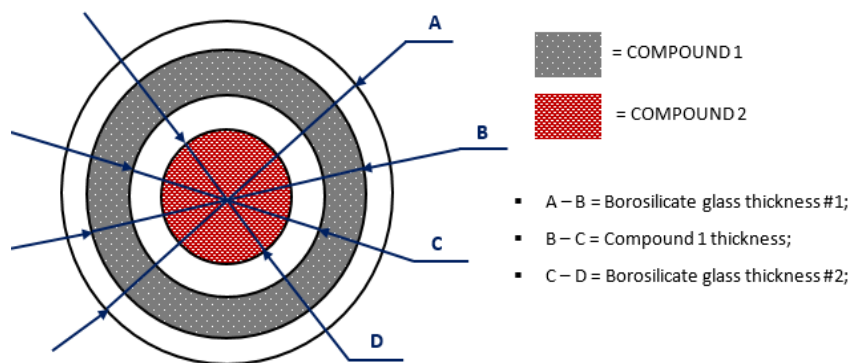 A
= COMPOUND 1
= COMPOUND 2
B
▪ A – B = Borosilicate glass thickness #1;
▪ B – C = Compound 1 thickness;
C
▪ C – D = Borosilicate glass thickness #2;
D